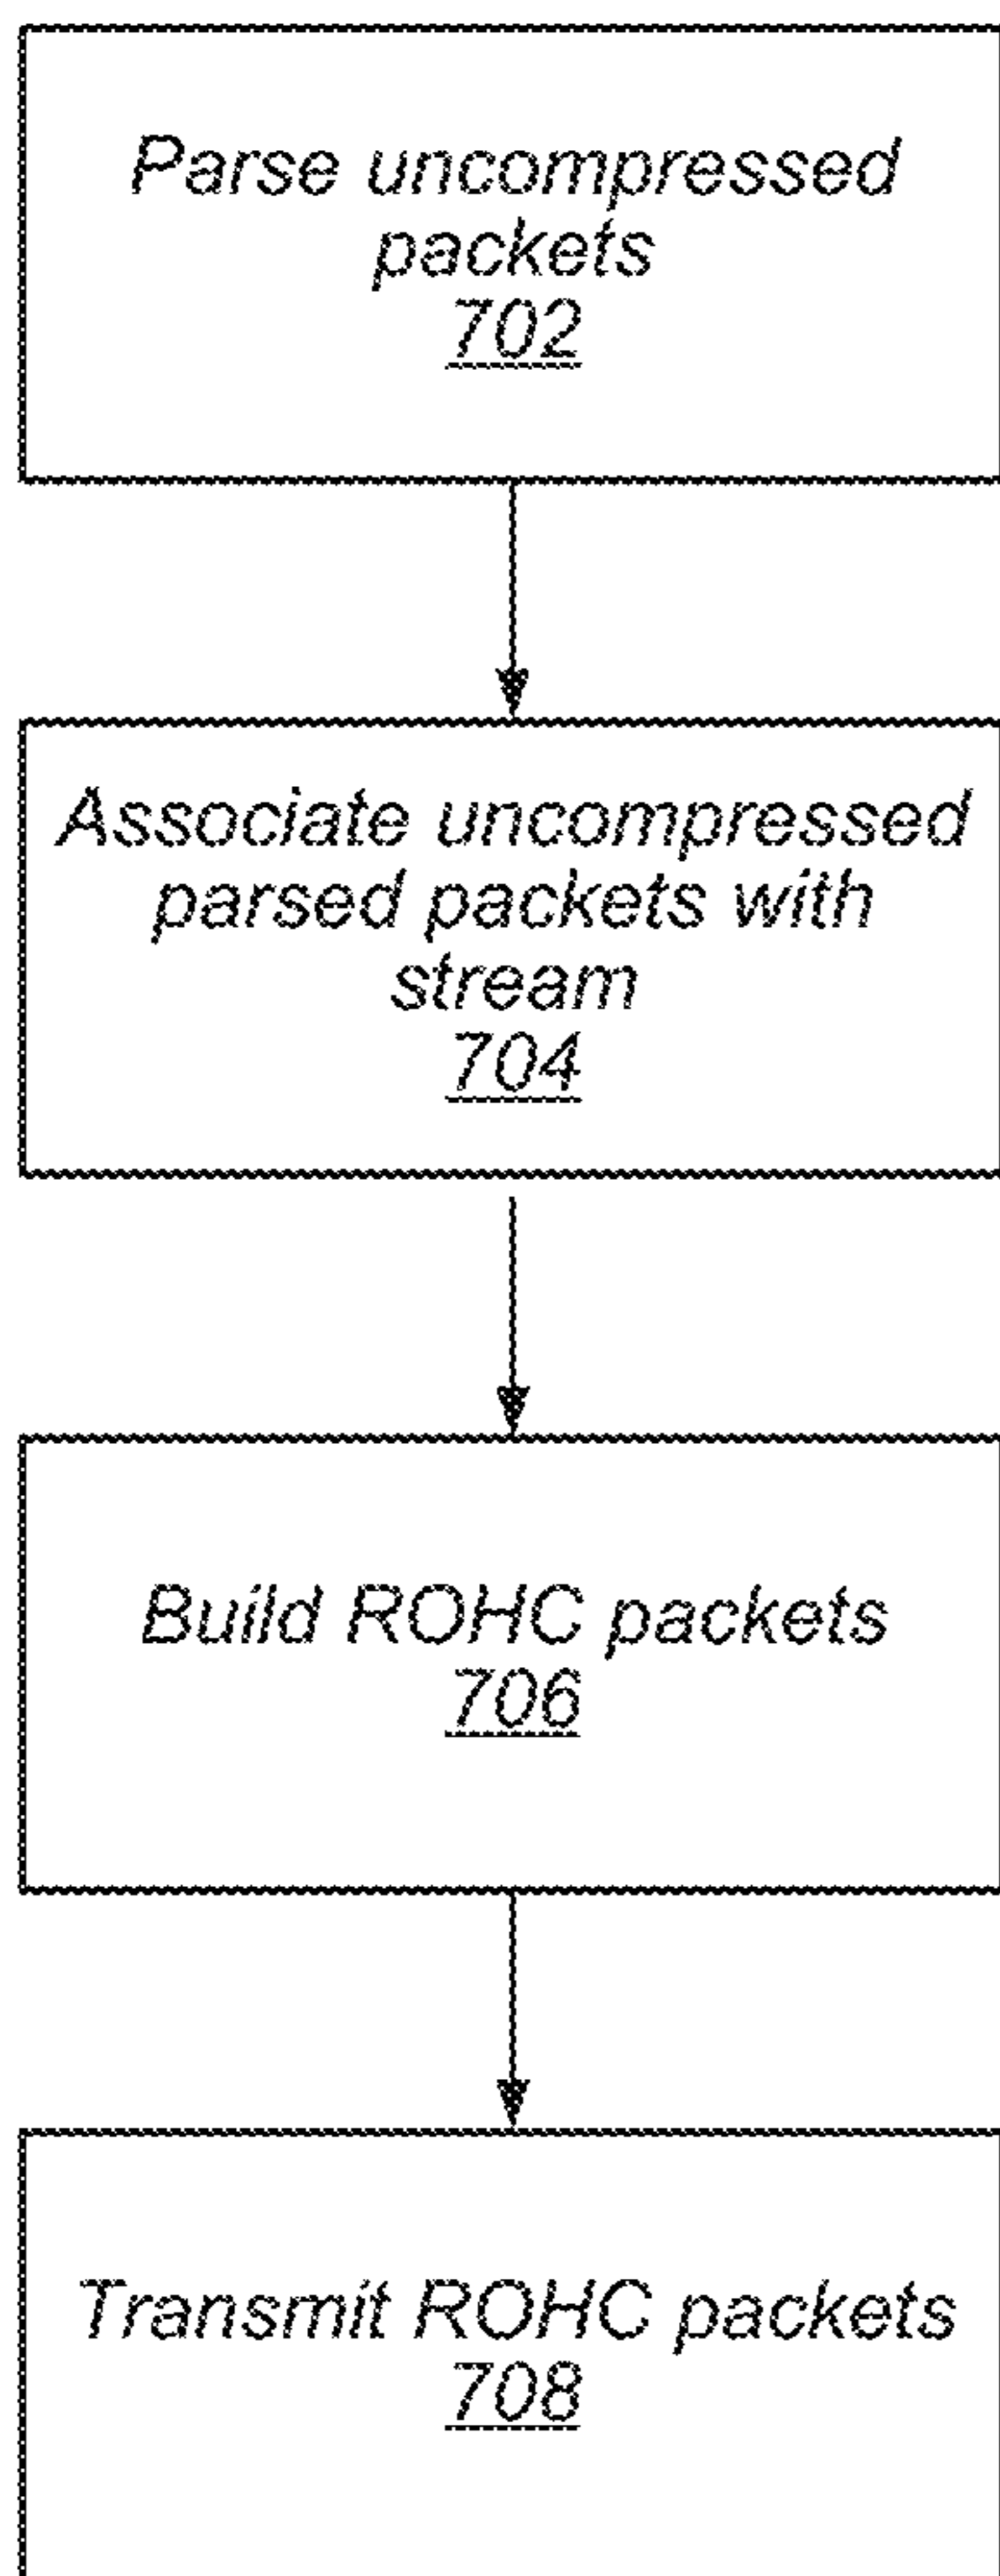 Parse uncompressed
packets
702
Associate uncompressed
parsed packets with
stream
704
Build ROHC packets
706
Transmit ROHC packets
708